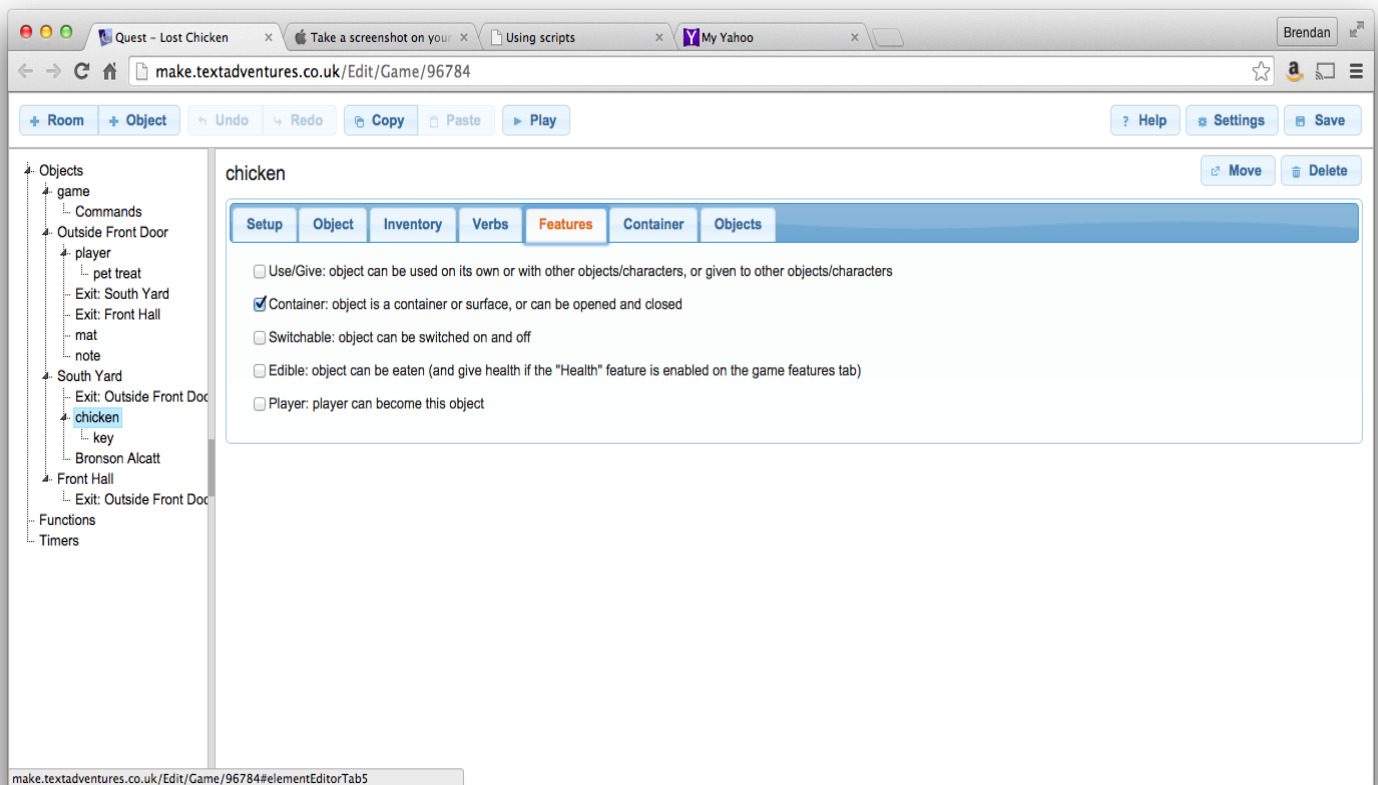 Quest – Lost Chicken
Take a screenshot on your
Using scripts
My Yahoo
Brendan
make.textadventures.co.uk/Edit/Game/96784
Room
Object
Undo
Redo
Copy
Paste
Play
Help
Settings
Save
Objects
game
Commands
Outside Front Door
player
pet treat
Exit: South Yard
Exit: Front Hall
mat
note
South Yard
Exit: Outside Front Doo
chicken
key
Bronson Alcatt
Front Hall
Exit: Outside Front Doo
Functions
Timers
chicken
Move
Delete
Setup
Object
Inventory
Verbs
Features
Container
Objects
Use/Give: object can be used on its own or with other objects/characters, or given to other objects/characters
Container: object is a container or surface, or can be opened and closed
Switchable: object can be switched on and off
Edible: object can be eaten (and give health if the "Health" feature is enabled on the game features tab)
Player: player can become this object
make.textadventures.co.uk/Edit/Game/96784#elementEditorTab5